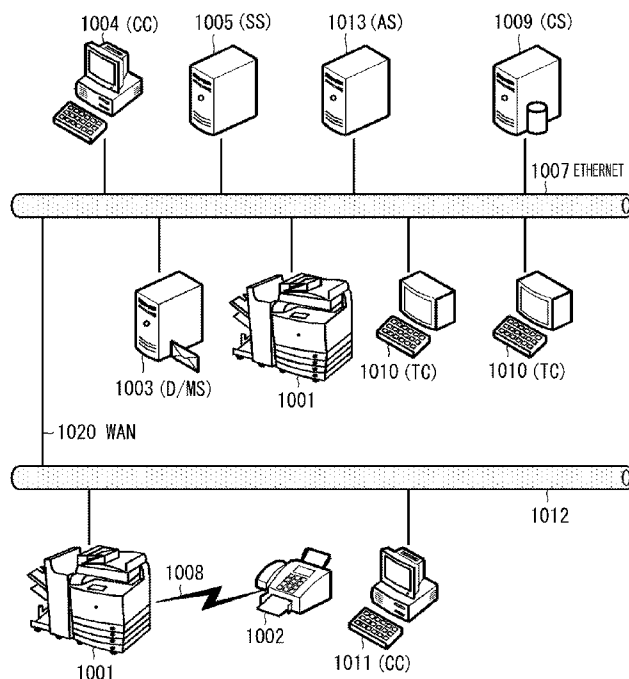 1004 (CC)
1005 (SS)
1013 (AS)
1009 (CS)
1007 ETHERNET
1003 (D/MS)
1001
1010 (TC)
1010 (TC)
1020 WAN
1012
1008
1002
1001
1011 (CC)